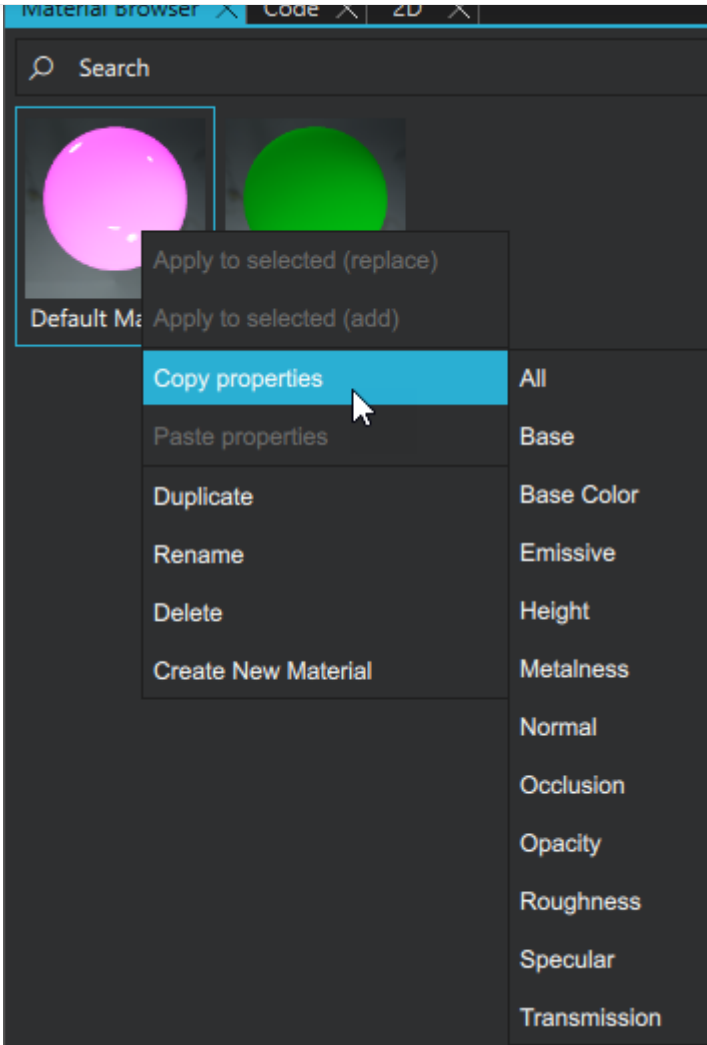 Material Browser Code 2D
Search
Default Ma
Apply to selected (replace)
Apply to selected (add)
Copy properties
Paste properties
Duplicate
Rename
Delete
Create New Material
All
Base
Base Color
Emissive
Height
Metalness
Normal
Occlusion
Opacity
Roughness
Specular
Transmission